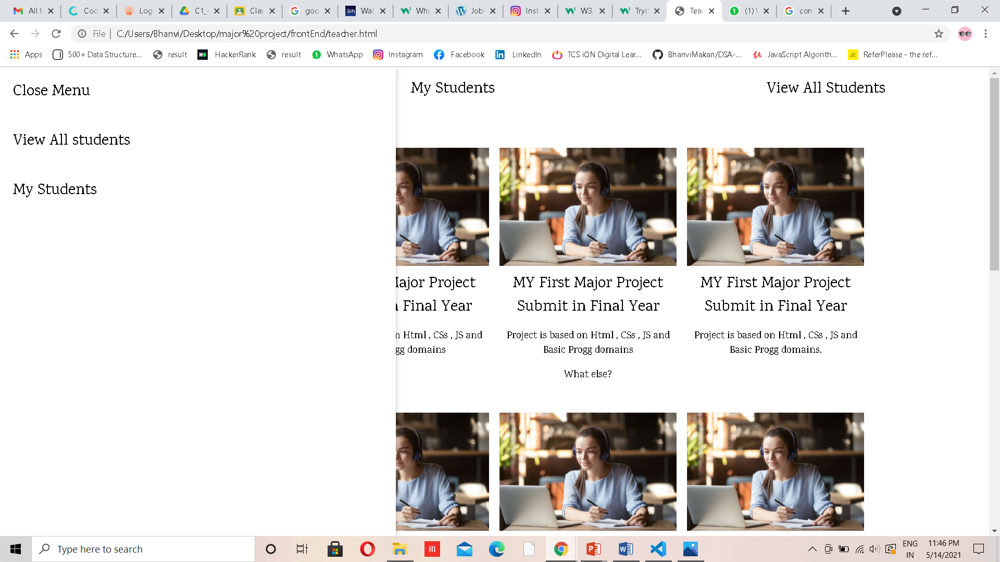 All M
Cod
Log
C1_
Clas
goo
Wat
Wha
Job
Inst
W3.
Tryi
Teac
(1) W
com
File
C:/Users/Bhanvi/Desktop/major%20project/frontEnd/teacher.html
Apps
500+ Data Structure...
result
HackerRank
result
WhatsApp
Instagram
Facebook
LinkedIn
TCS iON Digital Lear...
BhanviMakan/DSA-...
JavaScript Algorith...
ReferPlease - the ref...
Close Menu
View All students
My Students
My Students
View All Students
Major Project
n Final Year
n Html , CSs , JS and
gg domains
MY First Major Project
Submit in Final Year
Project is based on Html , CSs , JS and
Basic Progg domains
What else?
MY First Major Project
Submit in Final Year
Project is based on Html , CSs , JS and
Basic Progg domains.
Type here to search
ENG
IN
11:46 PM
5/14/2021